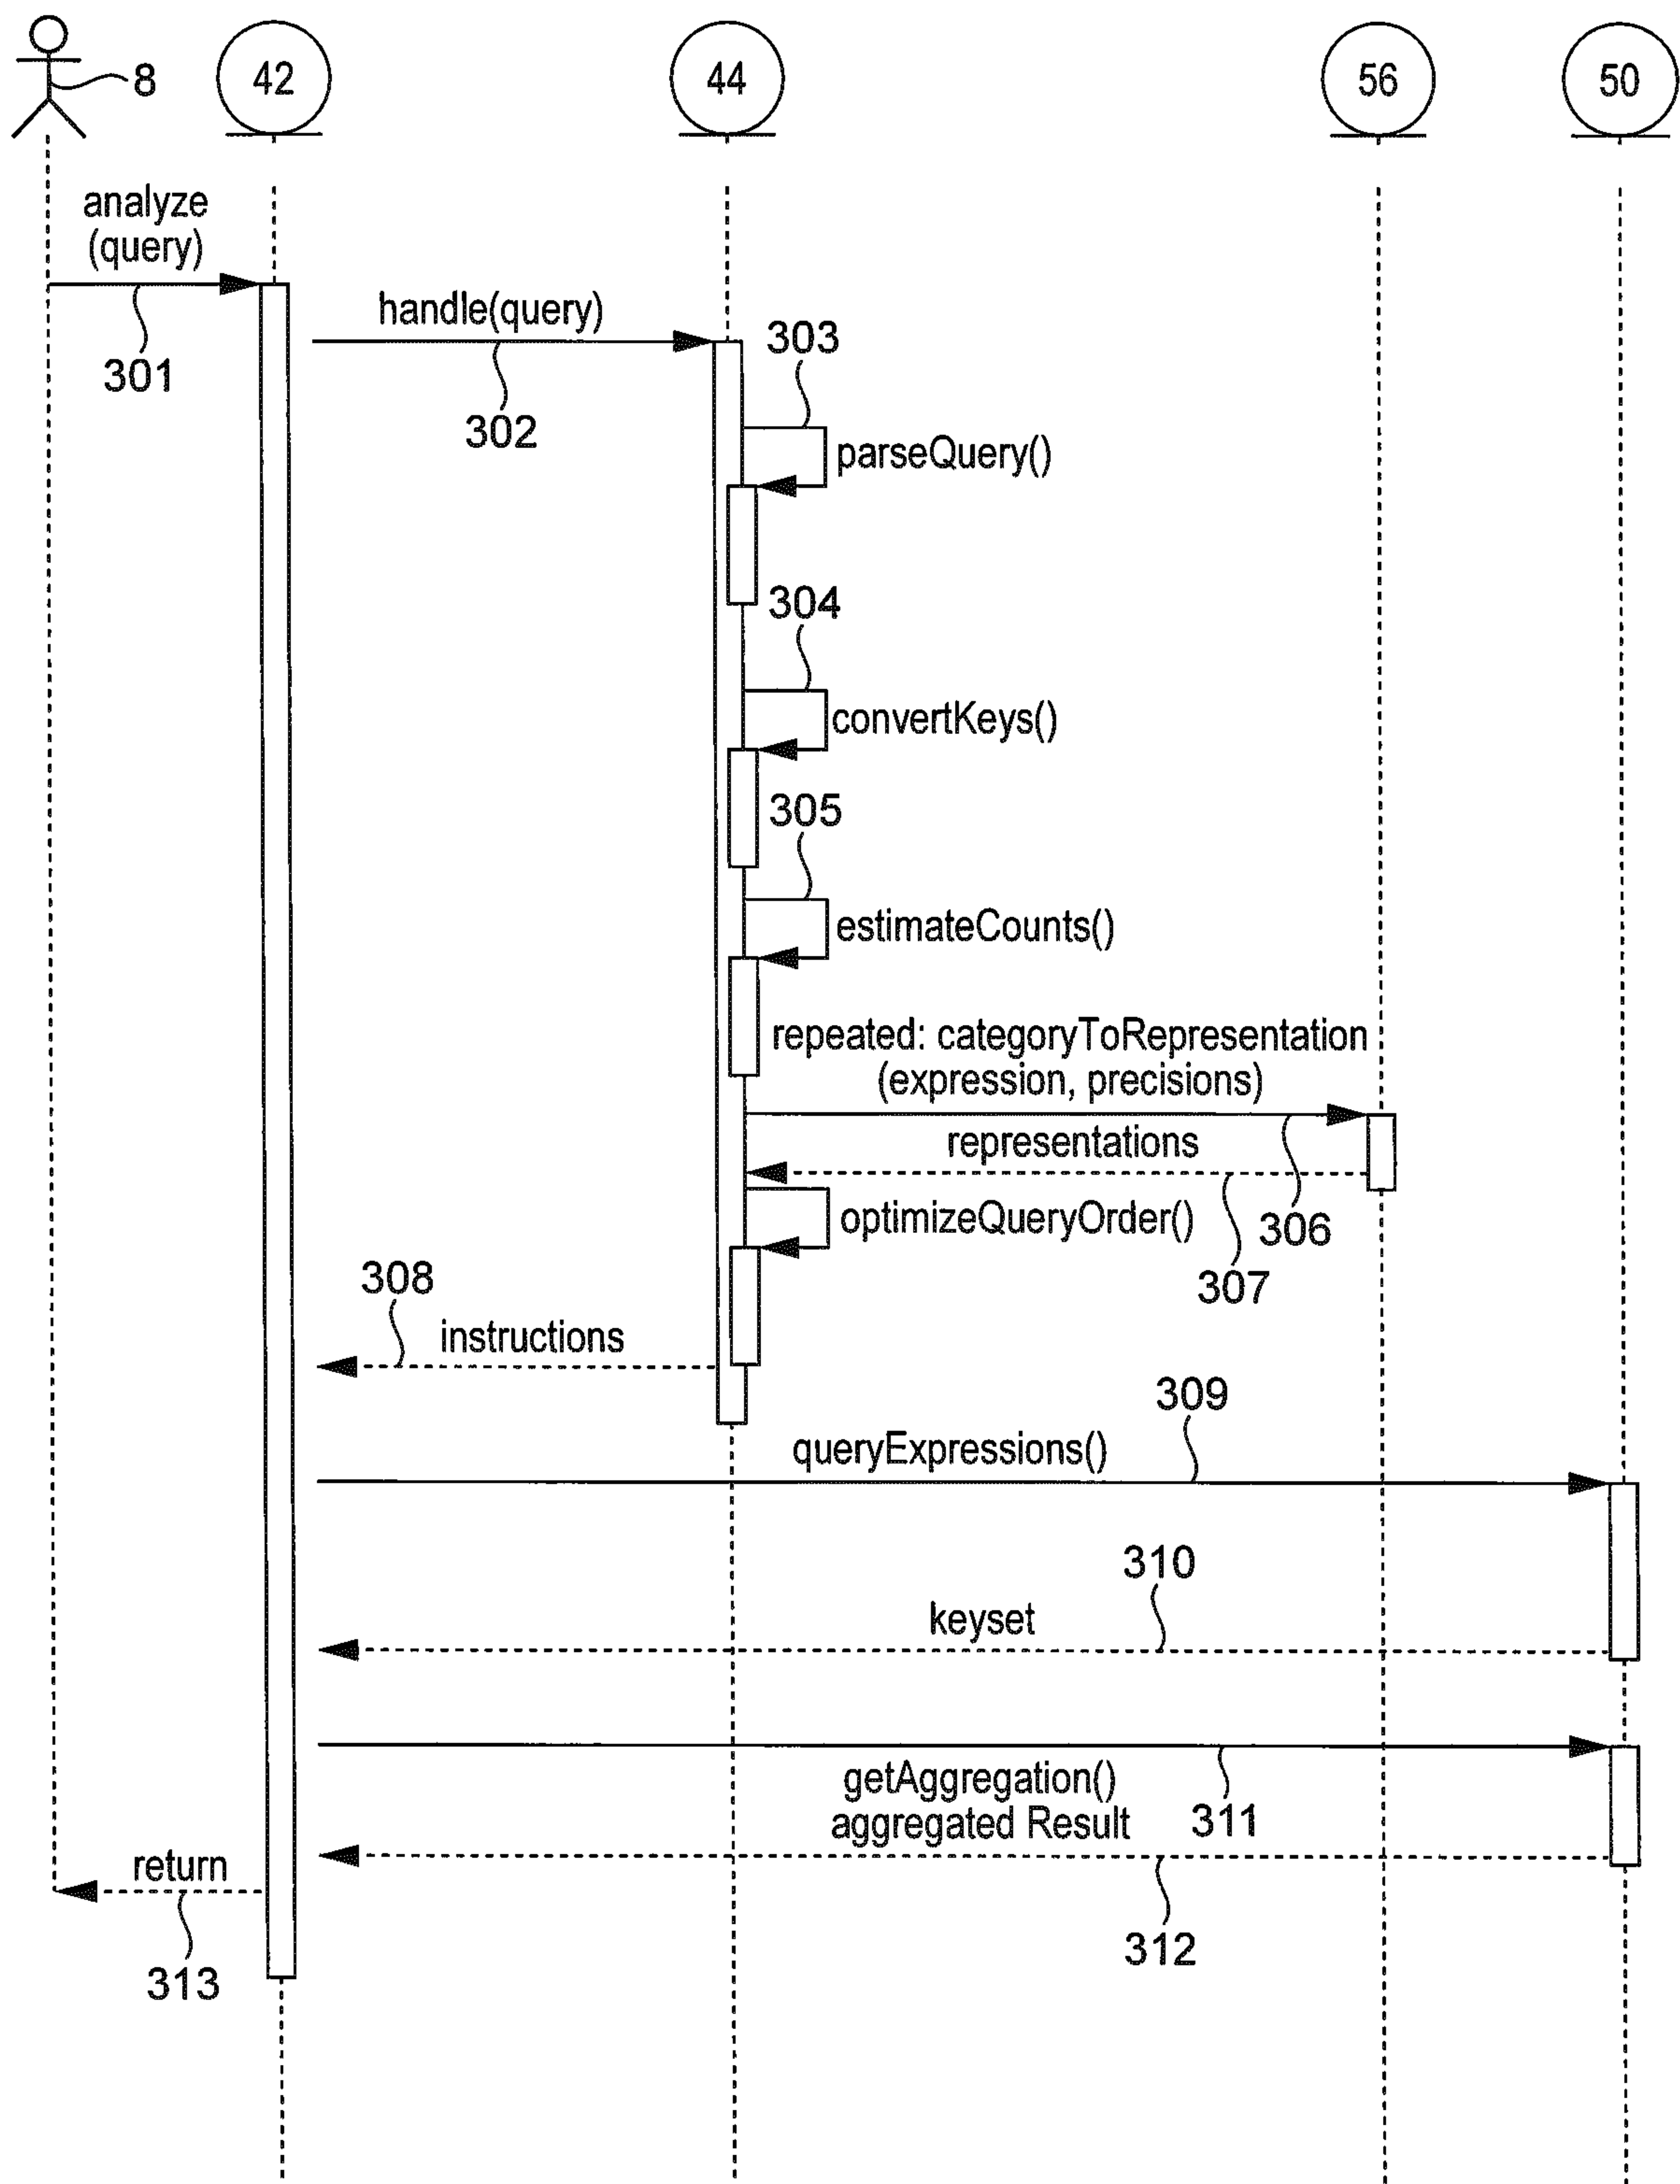 8
42
44
56
50
analyze
(query)
301
handle(query)
302
303
parseQuery()
304
convertKeys()
305
estimateCounts()
repeated: categoryToRepresentation
(expression, precisions)
representations
306
optimizeQueryOrder()
307
308
instructions
309
queryExpressions()
310
keyset
getAggregation()
311
aggregated Result
return
312
313